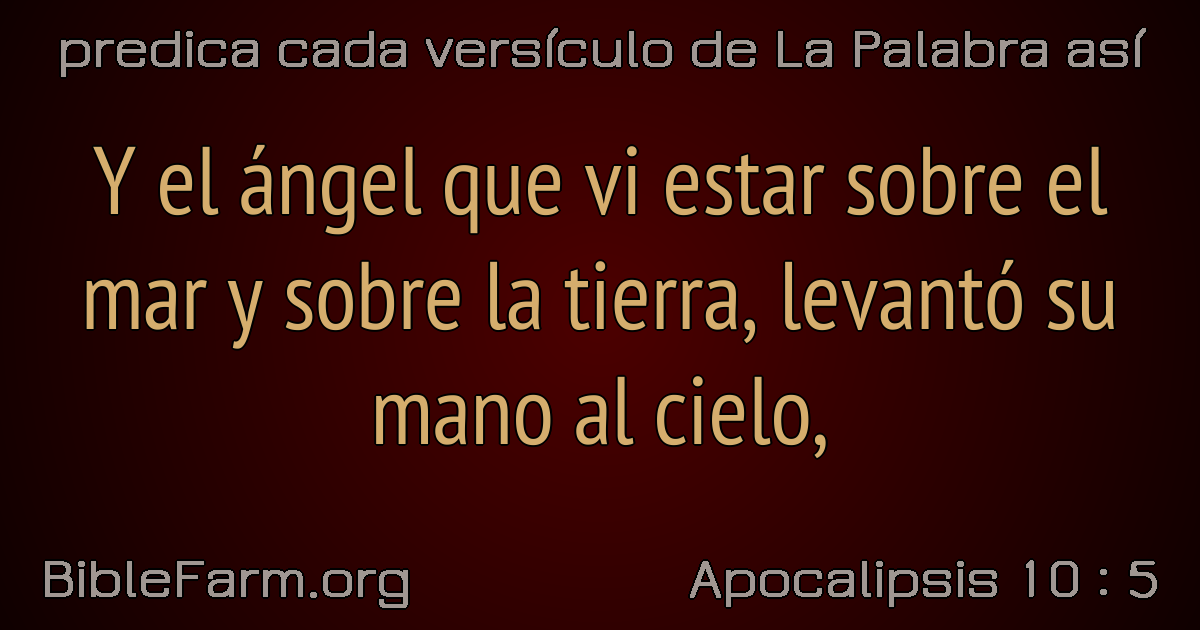 predica cada versículo de La Palabra así
Y el ángel que vi estar sobre el
mar y sobre la tierra, levantó su
mano al cielo,
BibleFarm.org
Apocalipsis 10 : 5